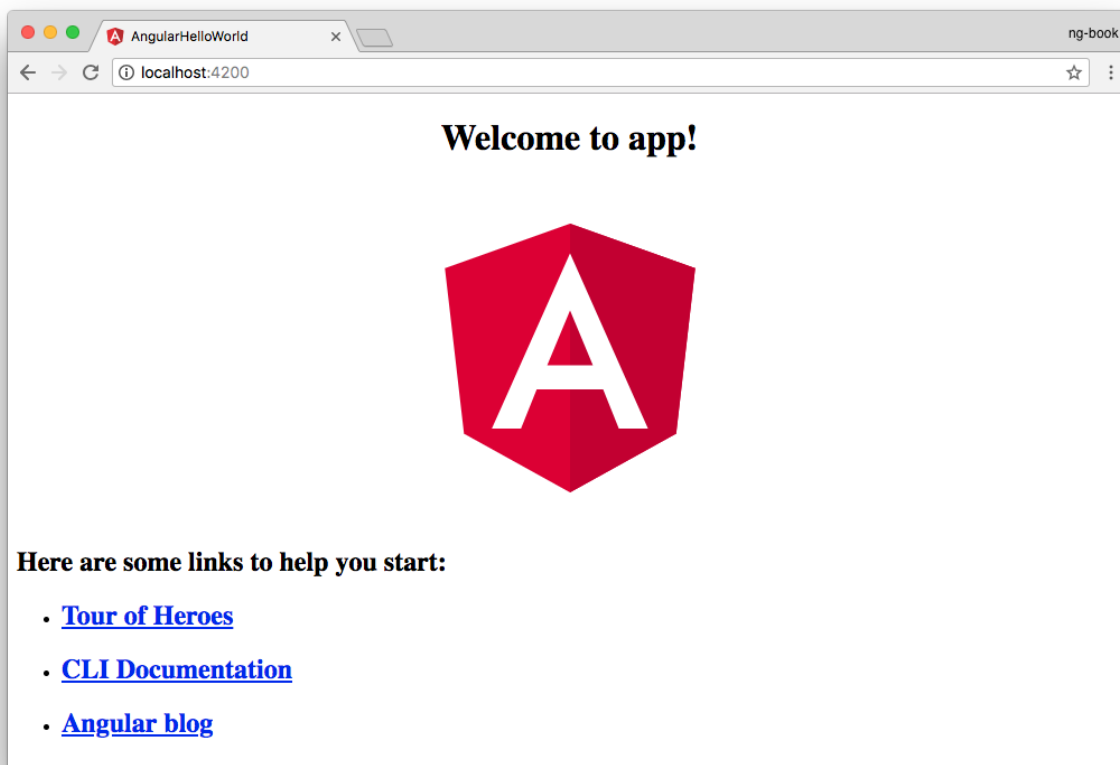 AngularHelloWorld
ng-book
localhost:4200
Welcome to app!
A
Here are some links to help you start:
Tour of Heroes
CLI Documentation
Angular blog